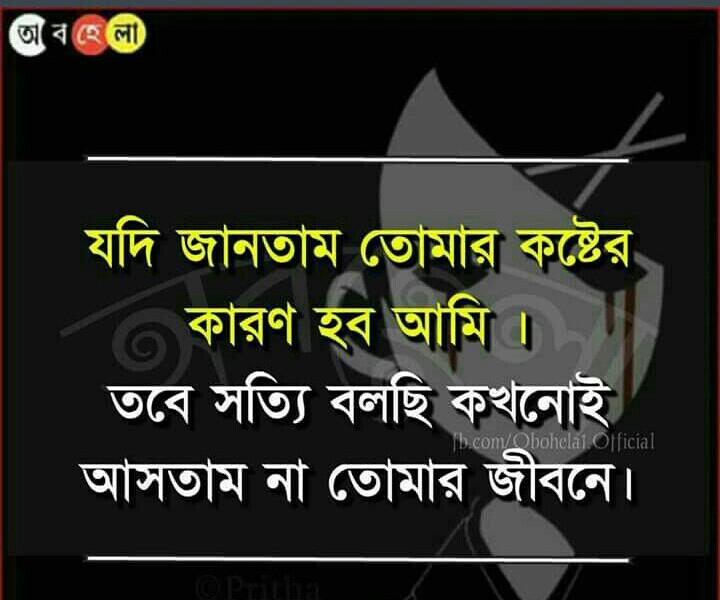 অবহেলা
যদি জানতাম তোমার কষ্টের
কারণ হব আমি ।
তবে সত্যি বলছি কখনোই
fb.com/Obohela1.Official
আসতাম না তোমার জীবনে।
©Pritha